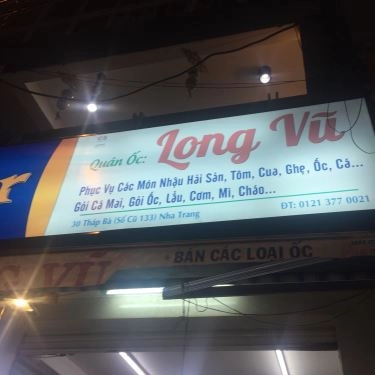 Quán Ốc: Long Vũ
Phục Vụ Các Món Nhậu Hải Sản, Tôm, Cua, Ghẹ, Ốc, Cá...
Gỏi Cá Mai, Gỏi Ốc, Lẩu, Cơm, Mì, Cháo...
30 Tháp Bà (Số Cũ 133) Nha Trang
ĐT: 0121 377 0021
VŨ • BÁN CÁC LOẠI ỐC